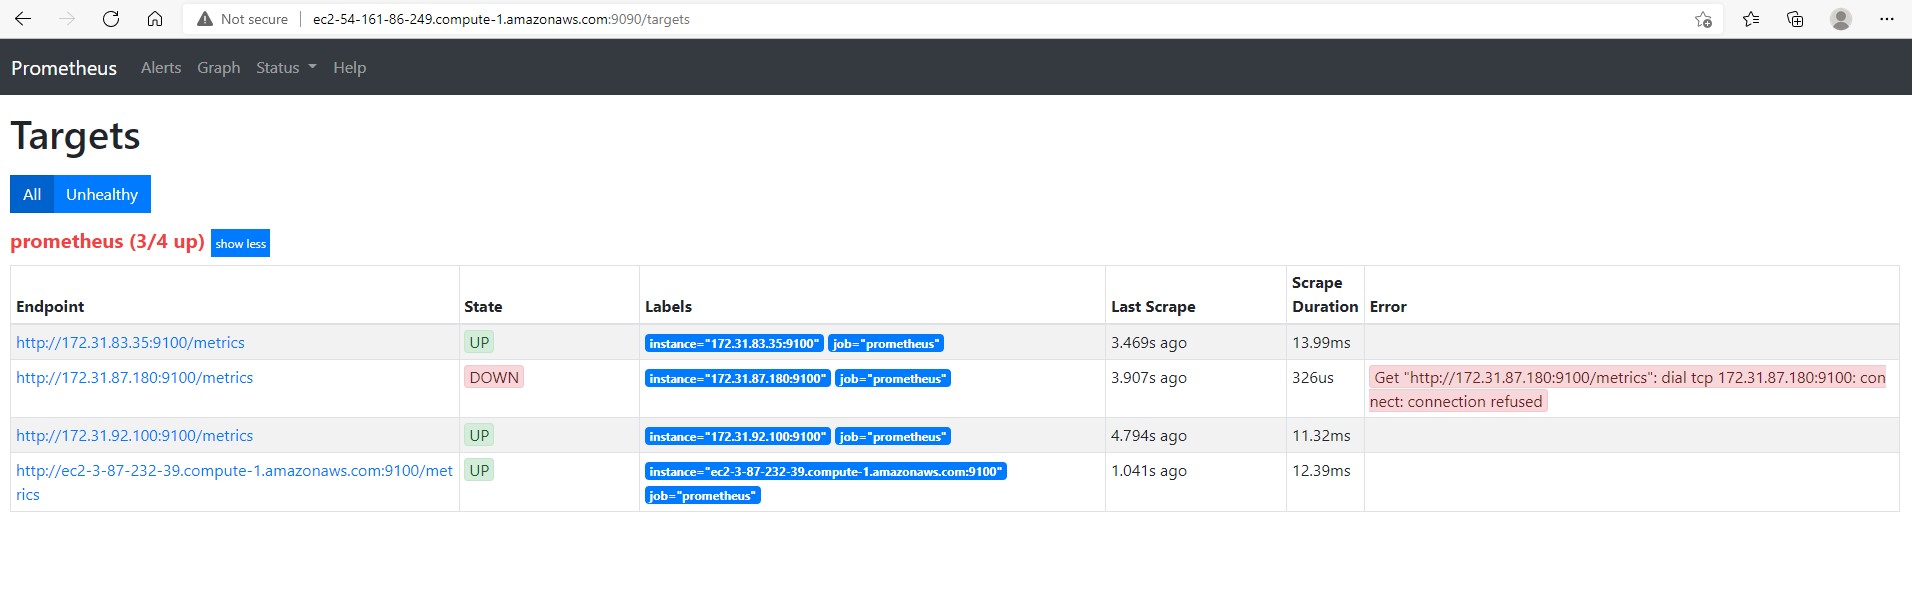 Not secure | ec2-54-161-86-249.compute-1.amazonaws.com:9090/targets
Prometheus Alerts Graph Status Help
Targets
All Unhealthy
prometheus (3/4 up) show less
Endpoint State Labels Last Scrape Scrape Duration Error
http://172.31.83.35:9100/metrics UP instance="172.31.83.35:9100" job="prometheus" 3.469s ago 13.99ms
http://172.31.87.180:9100/metrics DOWN instance="172.31.87.180:9100" job="prometheus" 3.907s ago 326us Get "http://172.31.87.180:9100/metrics": dial tcp 172.31.87.180:9100: con
nect: connection refused
http://172.31.92.100:9100/metrics UP instance="172.31.92.100:9100" job="prometheus" 4.794s ago 11.32ms
http://ec2-3-87-232-39.compute-1.amazonaws.com:9100/met UP instance="ec2-3-87-232-39.compute-1.amazonaws.com:9100" 1.041s ago 12.39ms
rics job="prometheus"